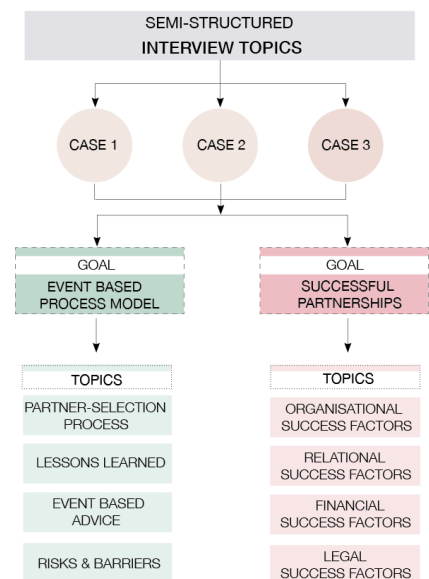 SEMI-STRUCTURED
INTERVIEW TOPICS
CASE 1
CASE 2
CASE 3
GOAL
EVENT BASED
PROCESS MODEL
GOAL
SUCCESSFUL
PARTNERSHIPS
TOPICS
PARTNER-SELECTION
PROCESS
LESSONS LEARNED
EVENT BASED
ADVICE
RISKS & BARRIERS
TOPICS
ORGANISATIONAL
SUCCESS FACTORS
RELATIONAL
SUCCESS FACTORS
FINANCIAL
SUCCESS FACTORS
LEGAL
SUCCESS FACTORS